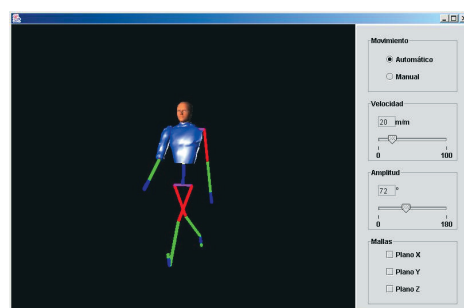 Movimiento
Automático
Manual
Velocidad
20 m/m
0 100
Amplitud
72 °
0 180
Mallas
Plano X
Plano Y
Plano Z